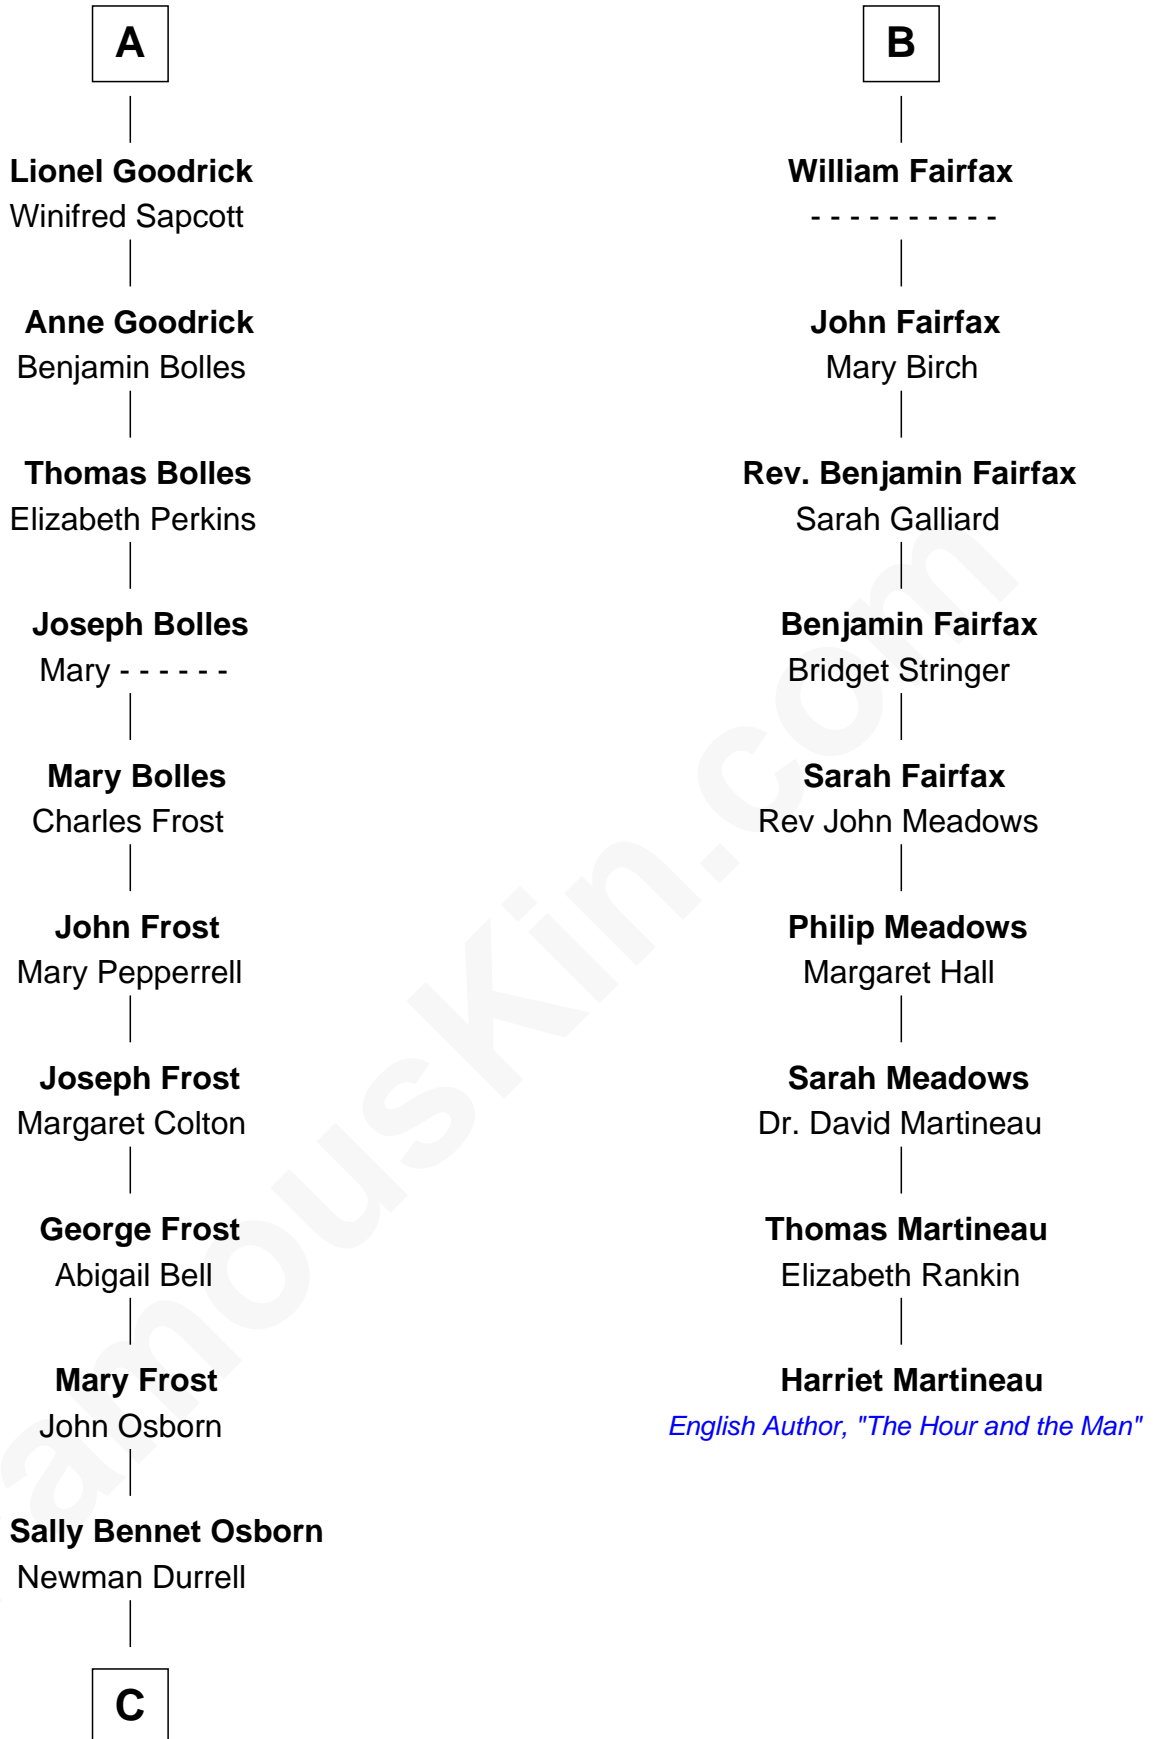 A
Lionel Goodrick
Winifred Sapcott
Anne Goodrick
Benjamin Bolles
Thomas Bolles
Elizabeth Perkins
Joseph Bolles
Mary - - - - - -
Mary Bolles
Charles Frost
John Frost
Mary Pepperrell
Joseph Frost
Margaret Colton
George Frost
Abigail Bell
Mary Frost
John Osborn
Sally Bennet Osborn
Newman Durrell
C
B
William Fairfax
- - - - - - - - - -
John Fairfax
Mary Birch
Rev. Benjamin Fairfax
Sarah Galliard
Benjamin Fairfax
Bridget Stringer
Sarah Fairfax
Rev John Meadows
Philip Meadows
Margaret Hall
Sarah Meadows
Dr. David Martineau
Thomas Martineau
Elizabeth Rankin
Harriet Martineau
English Author, "The Hour and the Man"
amouskin.com